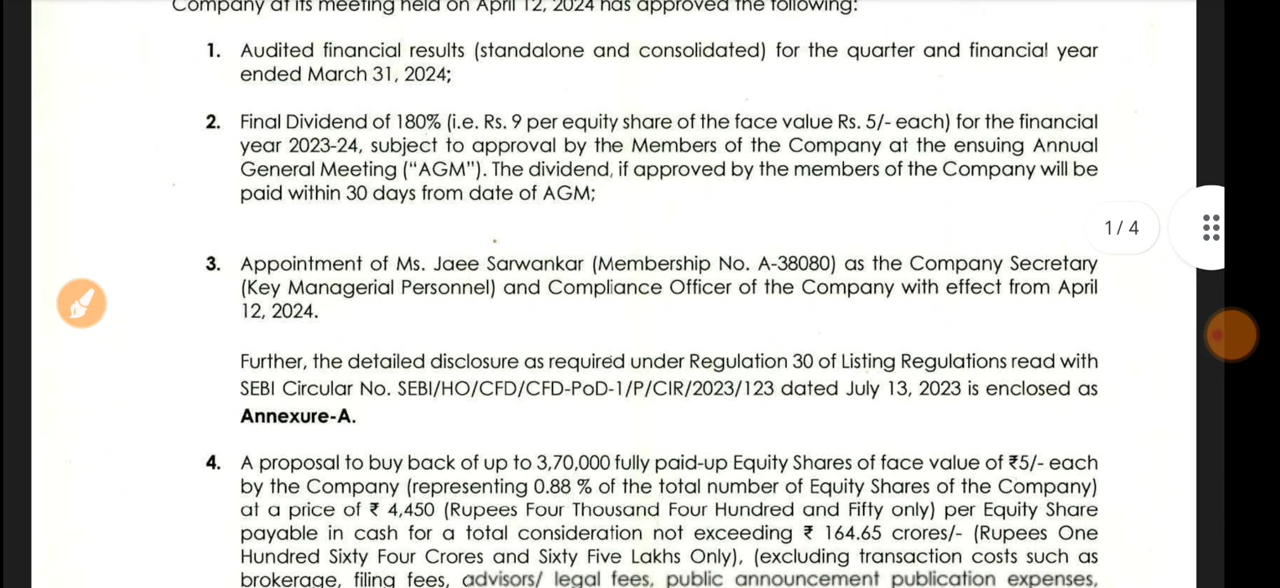 Company at its meeting held on April 12, 2024 has approved the following:
1. Audited financial results (standalone and consolidated) for the quarter and financial year
ended March 31, 2024;
2. Final Dividend of 180% (i.e. Rs. 9 per equity share of the face value Rs. 5/- each) for the financial
year 2023-24, subject to approval by the Members of the Company at the ensuing Annual
General Meeting (“AGM”). The dividend, if approved by the members of the Company will be
paid within 30 days from date of AGM;
1 / 4
3. Appointment of Ms. Jaee Sarwankar (Membership No. A-38080) as the Company Secretary
(Key Managerial Personnel) and Compliance Officer of the Company with effect from April
12, 2024.
Further, the detailed disclosure as required under Regulation 30 of Listing Regulations read with
SEBI Circular No. SEBI/HO/CFD/CFD-PoD-1/P/CIR/2023/123 dated July 13, 2023 is enclosed as
Annexure-A.
4. A proposal to buy back of up to 3,70,000 fully paid-up Equity Shares of face value of ₹5/- each
by the Company (representing 0.88 % of the total number of Equity Shares of the Company)
at a price of ₹ 4,450 (Rupees Four Thousand Four Hundred and Fifty only) per Equity Share
payable in cash for a total consideration not exceeding ₹ 164.65 crores/- (Rupees One
Hundred Sixty Four Crores and Sixty Five Lakhs Only), (excluding transaction costs such as
brokerage, filing fees, advisors/ legal fees, public announcement publication expenses,